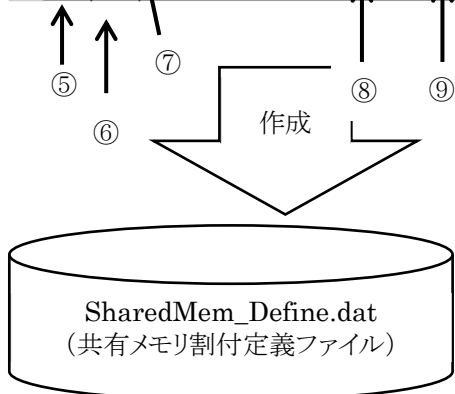 ⑤
⑥
⑦
⑧
⑨
作成
SharedMem_Define.dat
（共有メモリ割付定義ファイル）